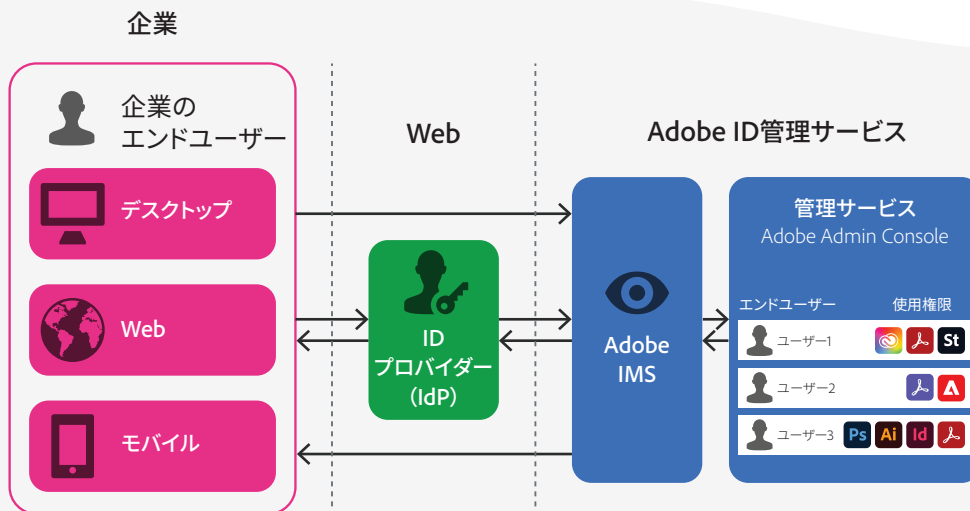 企業
企業の
エンドユーザー
デスクトップ
Web
モバイル
Web
ID
プロバイダー
（IdP）
Adobe ID管理サービス
Adobe
IMS
管理サービス
Adobe Admin Console
エンドユーザー 使用権限
ユーザー1 St
ユーザー2
ユーザー3 Ps Ai Id